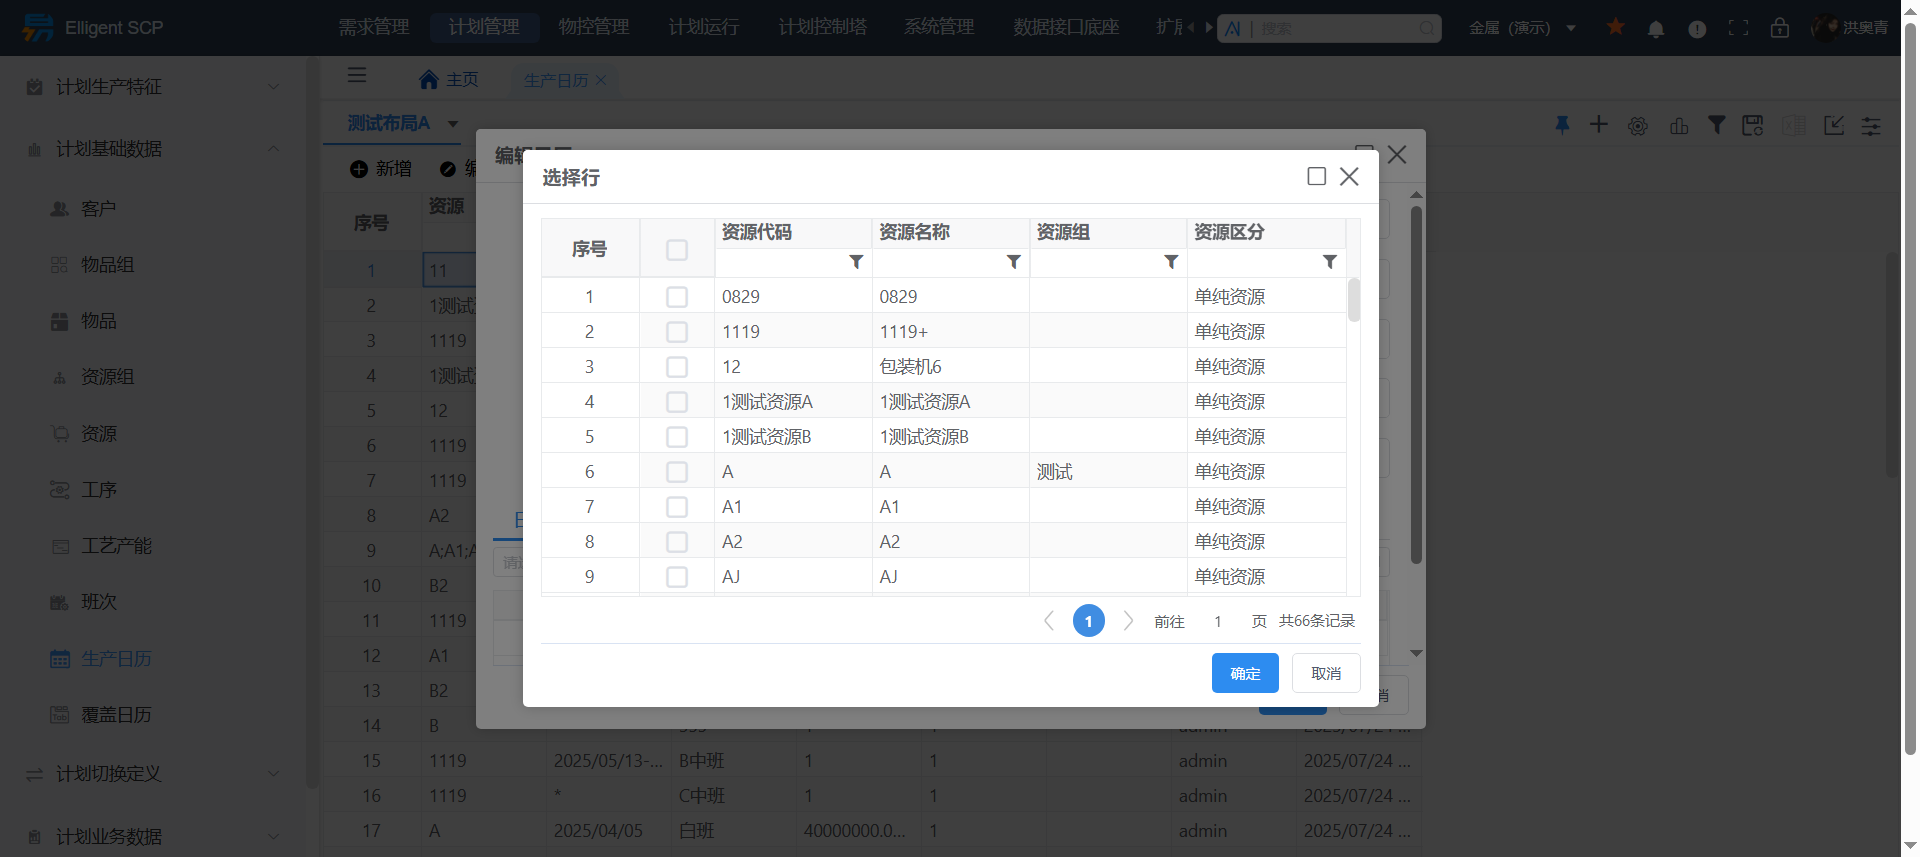 Elligent SCP
需求管理 计划管理 物控管理 计划运行 计划控制塔 系统管理 数据接口底座
搜索
金属（演示）
洪奥青
计划生产特征
计划基础数据
客户
物品组
物品
资源组
资源
工序
工艺产能
班次
生产日历
覆盖日历
计划切换定义
计划业务数据
主页
生产日历
测试布局A
新增
序号 资源
1 11
2 1测试
3 1119
4 1测试
5 12
6 1119
7 1119
8 A2
9 A;A1;
10 B2
11 1119
12 A1
13 B2
14 B
15 1119 2025/05/13-... B中班 1 1 admin 2025/07/24 ...
16 1119 * C中班 1 1 admin 2025/07/24 ...
17 A 2025/04/05 白班 40000000.0... 1 admin 2025/07/24 ...
选择行
序号 资源代码 资源名称 资源组 资源区分
1 0829 0829 单纯资源
2 1119 1119+ 单纯资源
3 12 包装机6 单纯资源
4 1测试资源A 1测试资源A 单纯资源
5 1测试资源B 1测试资源B 单纯资源
6 A A 测试 单纯资源
7 A1 A1 单纯资源
8 A2 A2 单纯资源
9 AJ AJ 单纯资源
1 前往 1 页 共66条记录
确定 取消